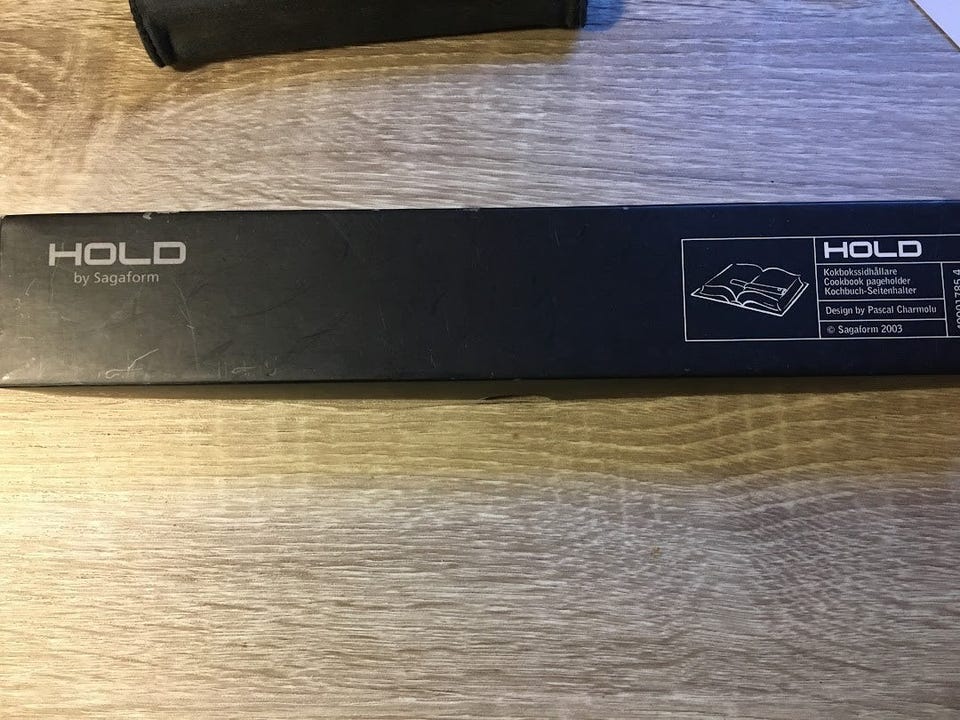 HOLD
by Sagaform
HOLD
Kokbokssidhållare
Cookbook pageholder
Kochbuch-Seitenhalter
Design by Pascal Charmolu
© Sagaform 2003